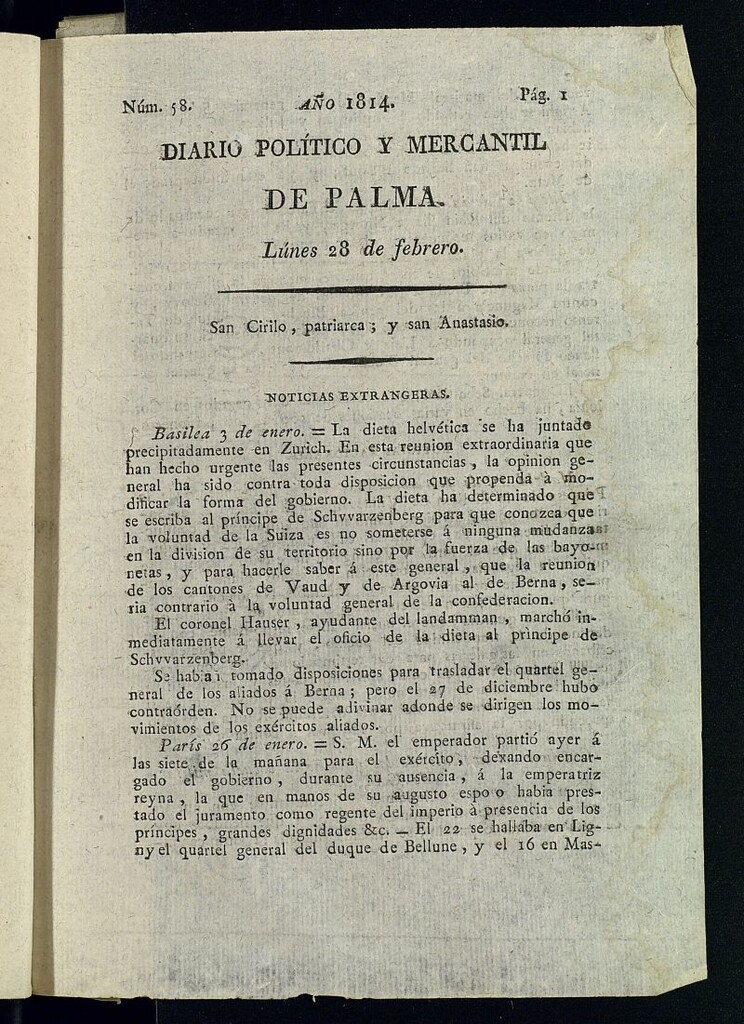 Núm. 58. AÑO 1814. Pág. 1
DIARIO POLÍTICO Y MERCANTIL
DE PALMA.
Lúnes 28 de febrero.
San Cirilo, patriarca; y san Anastasio.
NOTICIAS EXTRANGERAS.
Basilea 3 de enero. = La dieta helvética se ha juntado
precipitadamente en Zurich. En esta reunion extraordinaria que
han hecho urgente las presentes circunstancias, la opinion ge-
neral ha sido contra toda disposicion que propenda à mo-
dificar la forma del gobierno. La dieta ha determinado que
se escriba al príncipe de Schvvarzenberg para que conozca que
la voluntad de la Suiza es no someterse á ninguna mudanza
en la division de su territorio sino por la fuerza de las bayo-
netas, y para hacerle saber á este general, que la reunion
de los cantones de Vaud y de Argovia al de Berna, se-
ria contrario à la voluntad general de la confederacion.
El coronel Hauser, ayudante del landamman, marchó in-
mediatamente á llevar el oficio de la dieta al príncipe de
Schvvarzenberg.
Se habia tomado disposiciones para trasladar el quartel ge-
neral de los aliados á Berna; pero el 27 de diciembre hubo
contraórden. No se puede adivinar adonde se dirigen los mo-
vimientos de los exércitos aliados.
París 26 de enero. = S. M. el emperador partió ayer á
las siete de la mañana para el exército, dexando encar-
gado el gobierno, durante su ausencia, á la emperatriz
reyna, la que en manos de su augusto espo o habia pres-
tado el juramento como regente del imperio à presencia de los
príncipes, grandes dignidades &c. — El 22 se hallaba en Lig-
ny el quartel general del duque de Bellune, y el 16 en Mas-